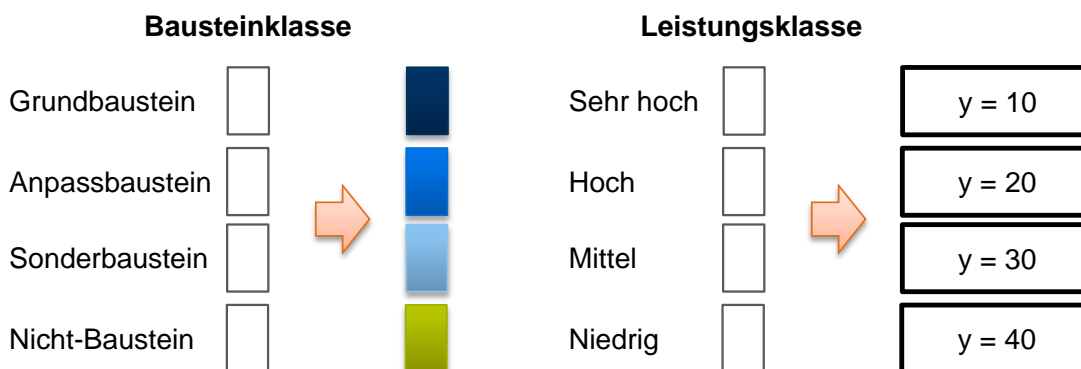 Bausteinklasse
Leistungsklasse
Grundbaustein
Sehr hoch
y = 10
Anpassbaustein
Hoch
y = 20
Sonderbaustein
Mittel
y = 30
Nicht-Baustein
Niedrig
y = 40